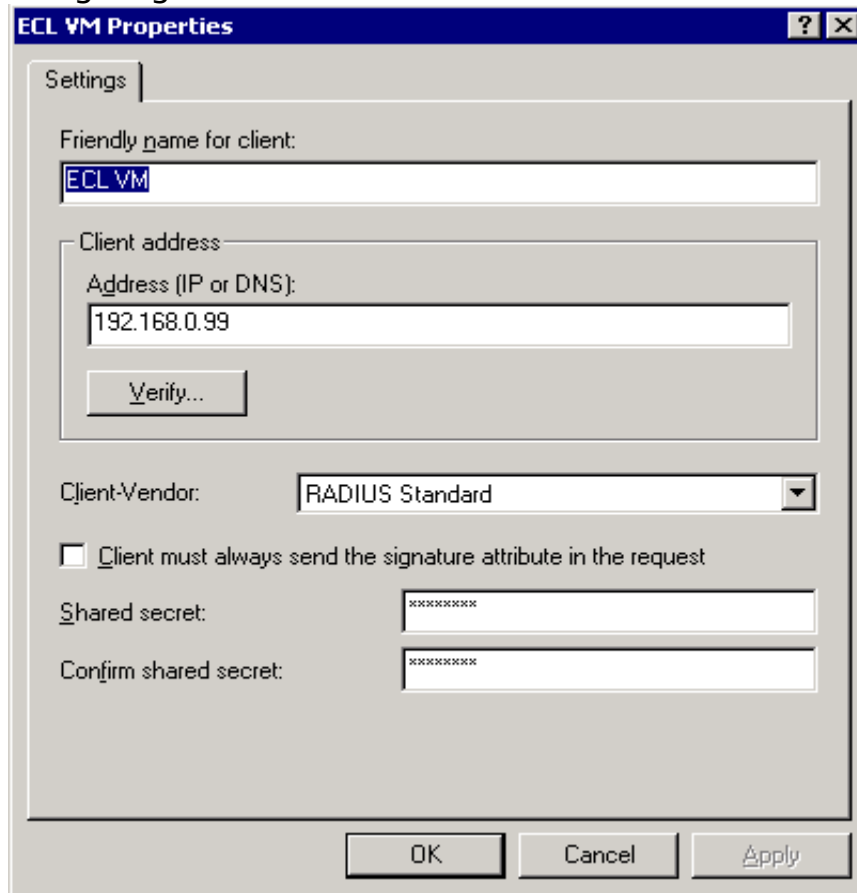 ECL VM Properties
Settings
Friendly name for client:
ECL VM
Client address
Address (IP or DNS):
192.168.0.99
Verify...
Client-Vendor:
RADIUS Standard
Client must always send the signature attribute in the request
Shared secret:
********
Confirm shared secret:
********
OK
Cancel
Apply